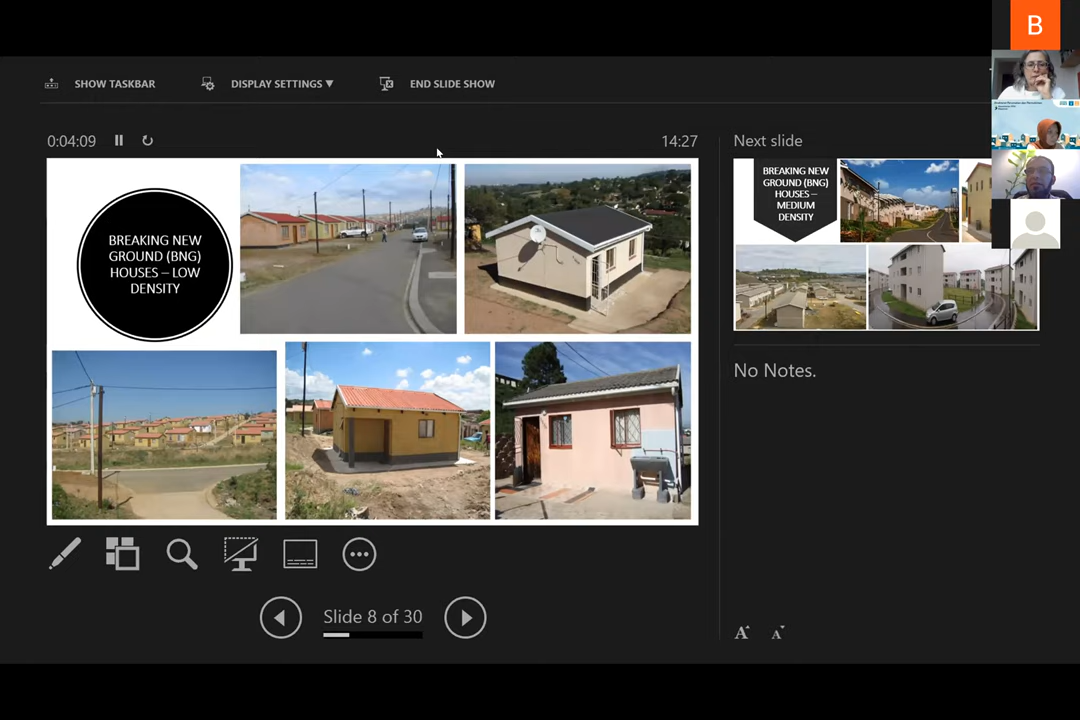 B
SHOW TASKBAR
DISPLAY SETTINGS ▼
END SLIDE SHOW
0:04:09
14:27
Next slide
BREAKING NEW
GROUND (BNG)
HOUSES – LOW
DENSITY
BREAKING NEW
GROUND (BNG)
HOUSES –
MEDIUM
DENSITY
No Notes.
Slide 8 of 30
A
A